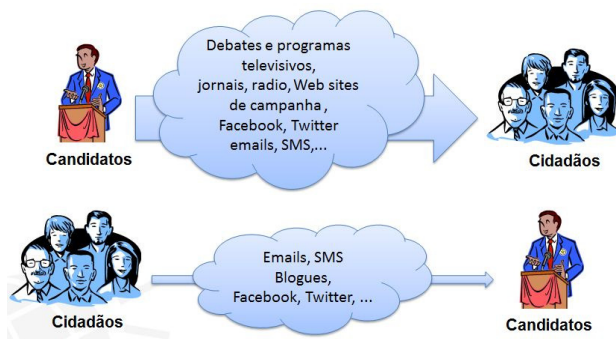 Debates e programas
televisivos,
jornais, radio, Web sites
de campanha ,
Facebook, Twitter
emails, SMS,...
Candidatos
Cidadãos
Emails, SMS
Blogues,
Facebook, Twitter, ...
Cidadãos
Candidatos